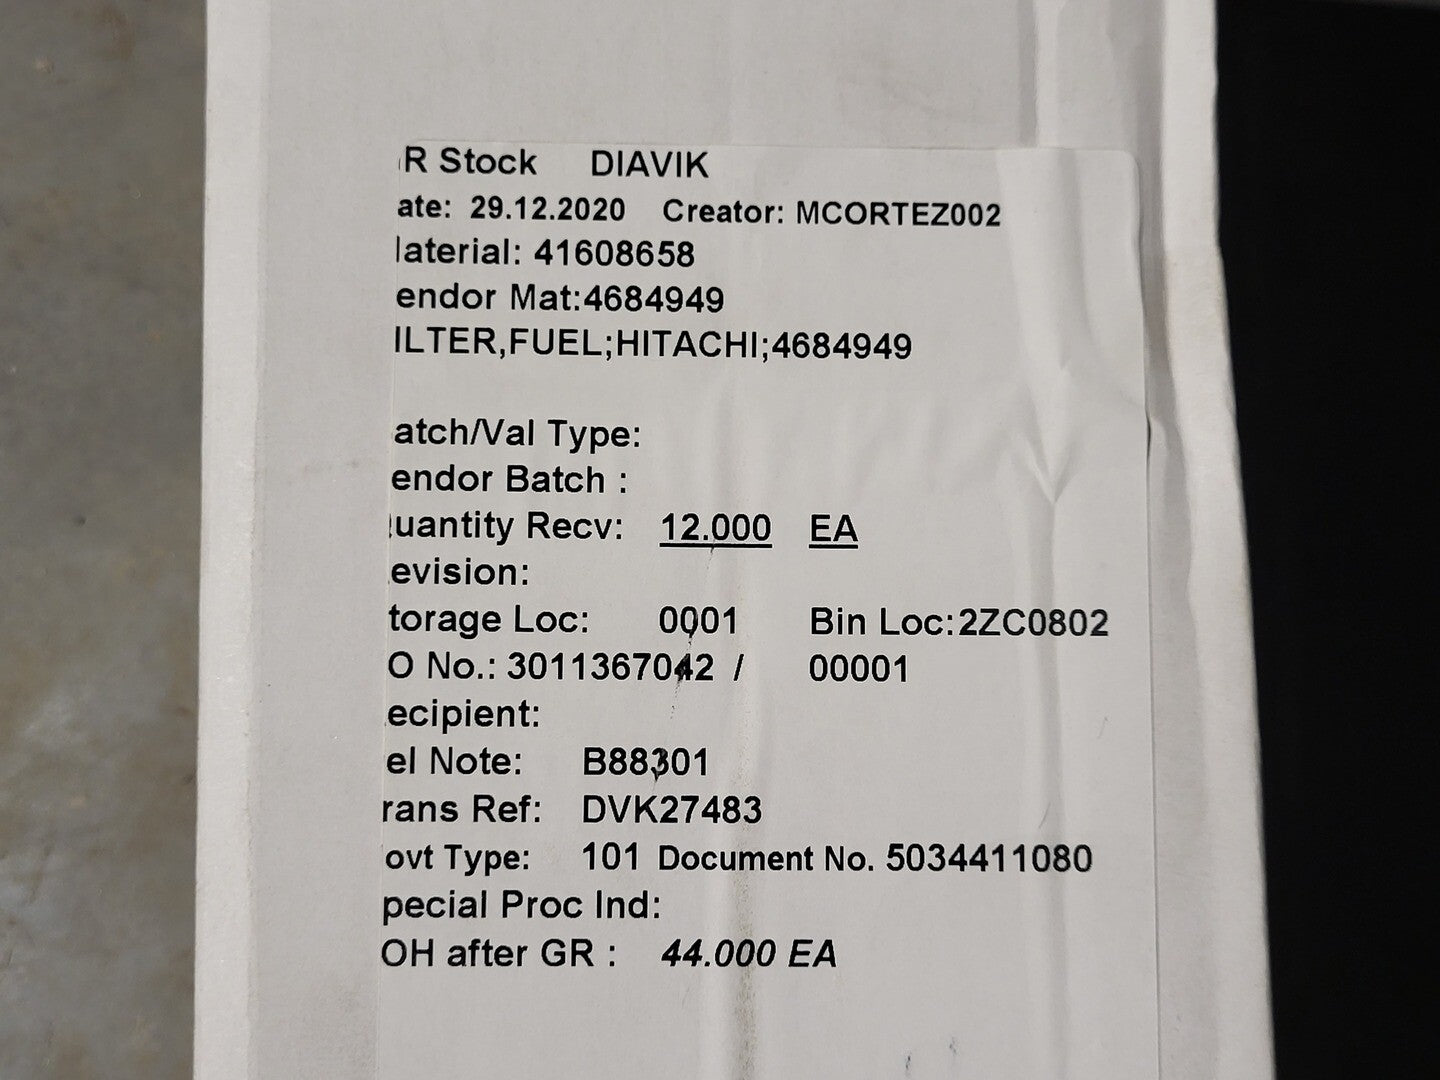 R Stock DIAVIK
ate: 29.12.2020 Creator: MCORTEZ002
laterial: 41608658
endor Mat:4684949
ILTER,FUEL;HITACHI;4684949
atch/Val Type:
endor Batch :
uantity Recv: 12.000 EA
evision:
torage Loc: 0001 Bin Loc:2ZC0802
O No.: 3011367042 / 00001
ecipient:
el Note: B88301
rans Ref: DVK27483
ovt Type: 101 Document No. 5034411080
pecial Proc Ind:
OH after GR : 44.000 EA